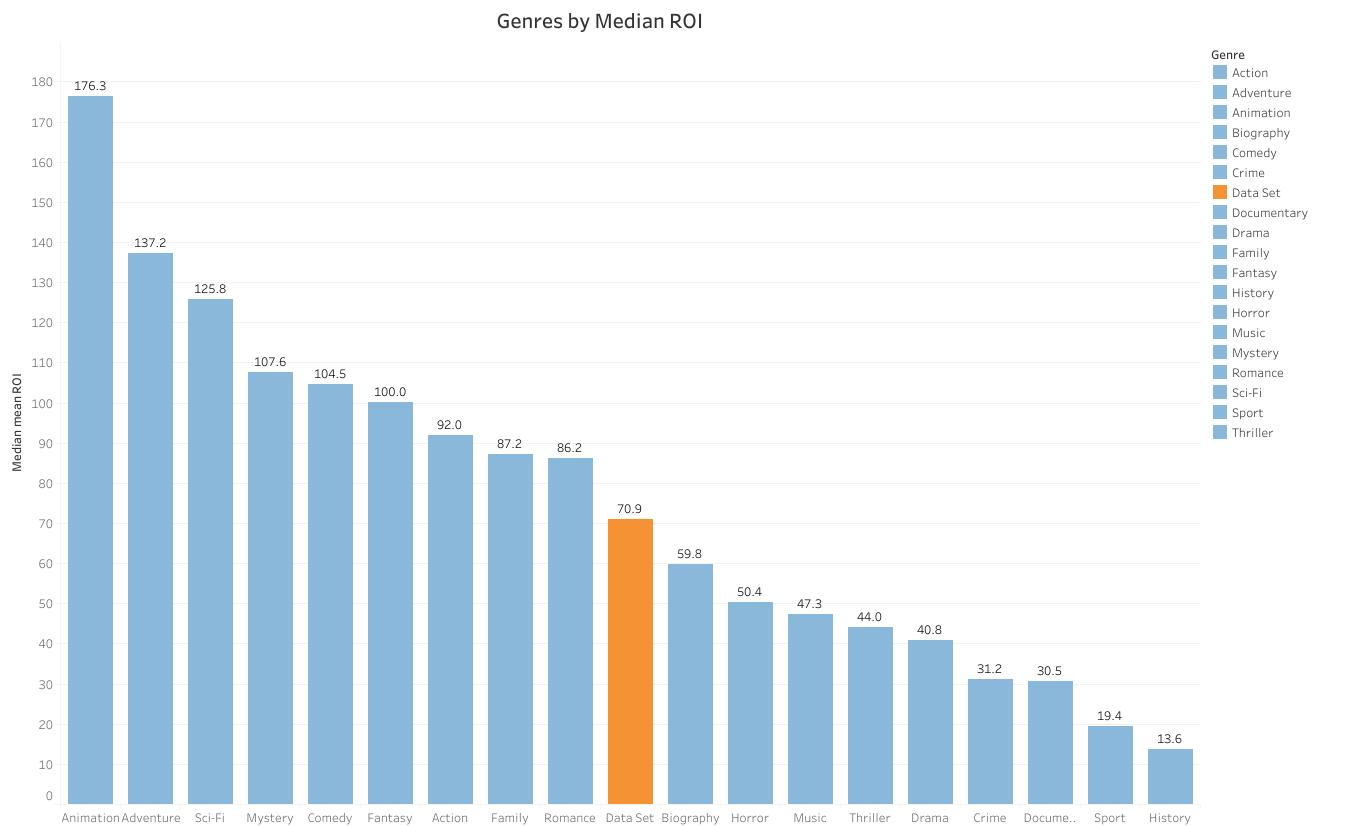 Genres by Median ROI
Genre
Action
Adventure
Animation
Biography
Comedy
Crime
Data Set
Documentary
Drama
Family
Fantasy
History
Horror
Music
Mystery
Romance
Sci-Fi
Sport
Thriller
Median mean ROI
180
170
160
150
140
130
120
110
100
90
80
70
60
50
40
30
20
10
0
176.3
137.2
125.8
107.6
104.5
100.0
92.0
87.2
86.2
70.9
59.8
50.4
47.3
44.0
40.8
31.2
30.5
19.4
13.6
Animation Adventure Sci-Fi Mystery Comedy Fantasy Action Family Romance Data Set Biography Horror Music Thriller Drama Crime Docume.. Sport History